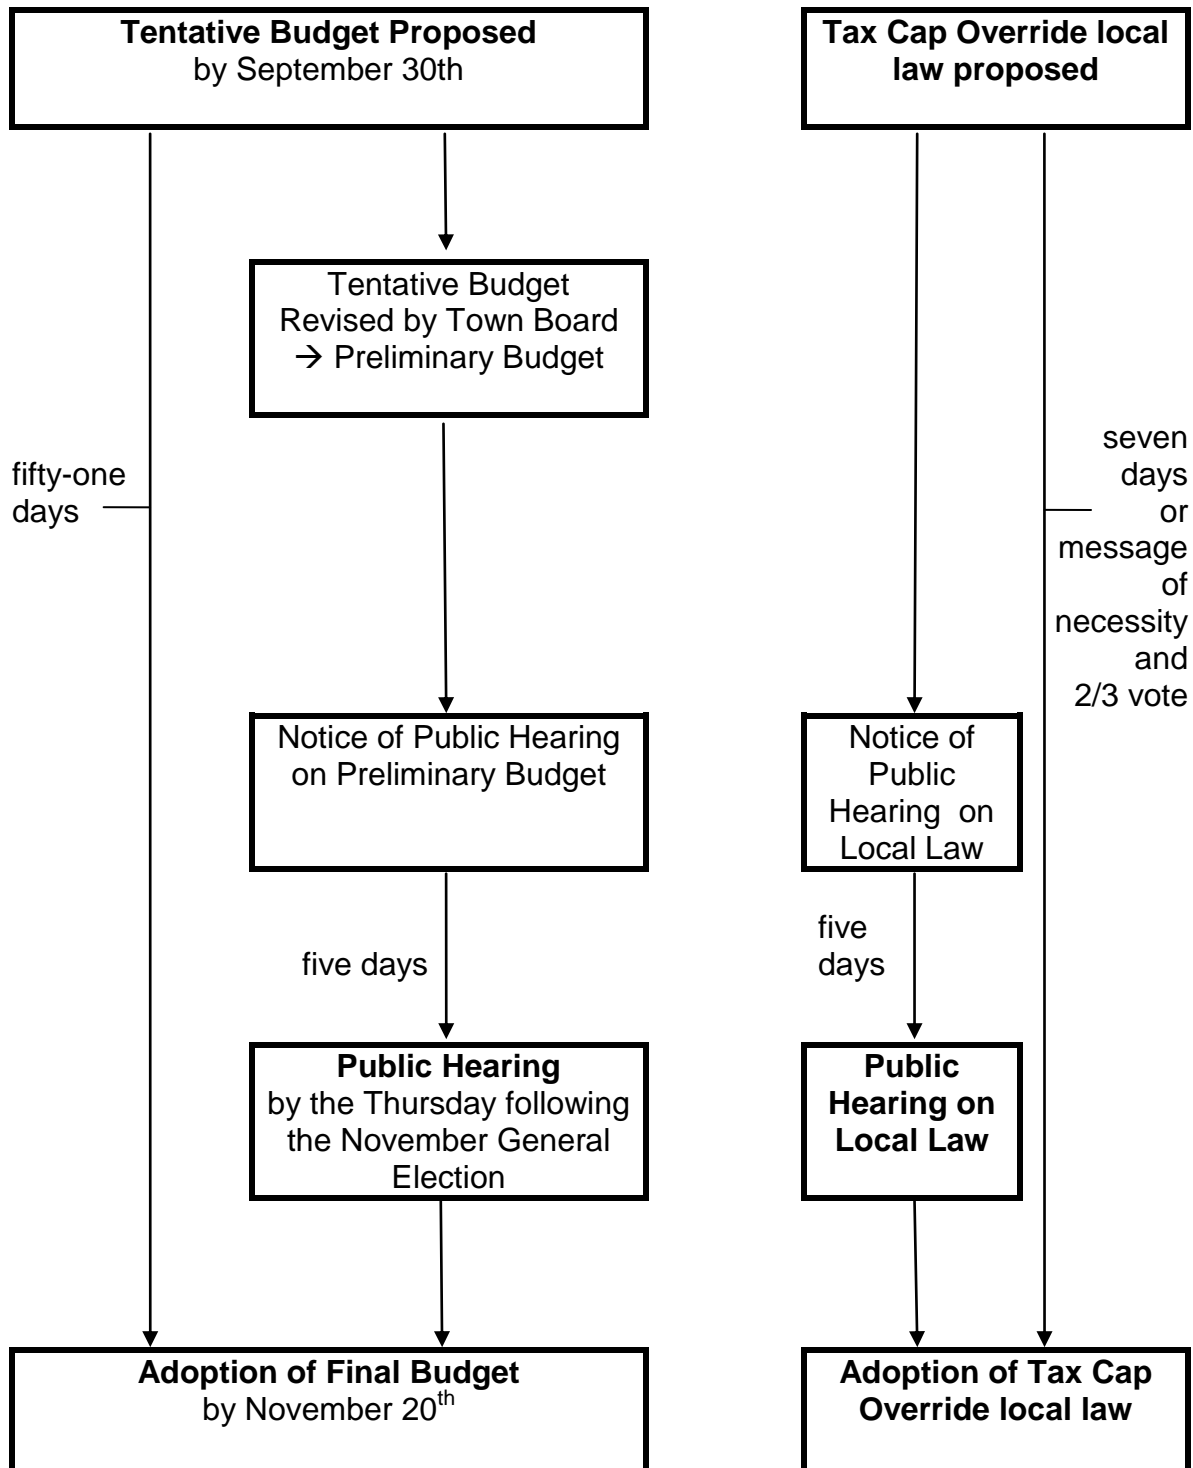 Tentative Budget Proposed
by September 30th
Tax Cap Override local
law proposed
Tentative Budget
Revised by Town Board
→ Preliminary Budget
fifty-one
days
seven
days
or
message
of
necessity
and
2/3 vote
Notice of Public Hearing
on Preliminary Budget
Notice of
Public
Hearing on
Local Law
five days
five
days
Public Hearing
by the Thursday following
the November General
Election
Public
Hearing on
Local Law
Adoption of Final Budget
by November 20th
Adoption of Tax Cap
Override local law